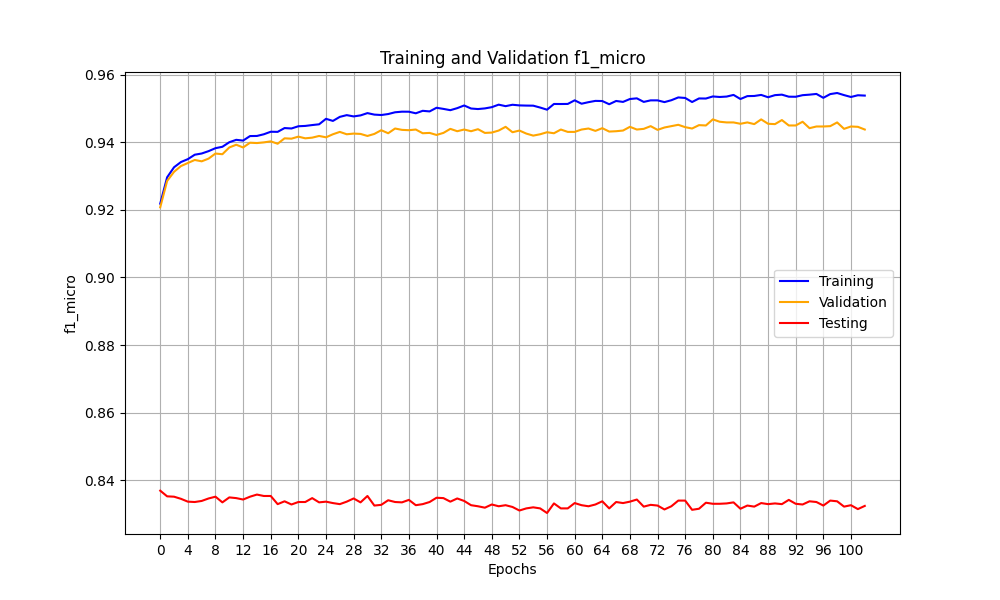 Training and Validation f1_micro
0.96
0.94
0.92
0.90
0.88
0.86
0.84
f1_micro
Training
Validation
Testing
0 4 8 12 16 20 24 28 32 36 40 44 48 52 56 60 64 68 72 76 80 84 88 92 96 100
Epochs